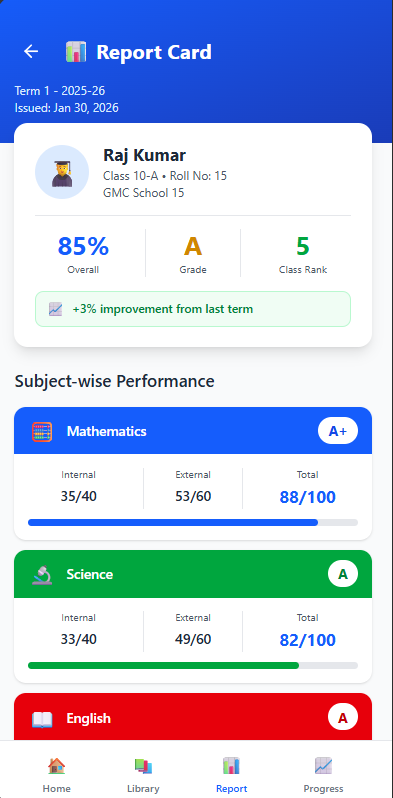 Report Card
Term 1 - 2025-26
Issued: Jan 30, 2026
Raj Kumar
Class 10-A • Roll No: 15
GMC School 15
85%
Overall
A
Grade
5
Class Rank
+3% improvement from last term
Subject-wise Performance
Mathematics
A+
Internal
35/40
External
53/60
Total
88/100
Science
A
Internal
33/40
External
49/60
Total
82/100
English
A
Home
Library
Report
Progress